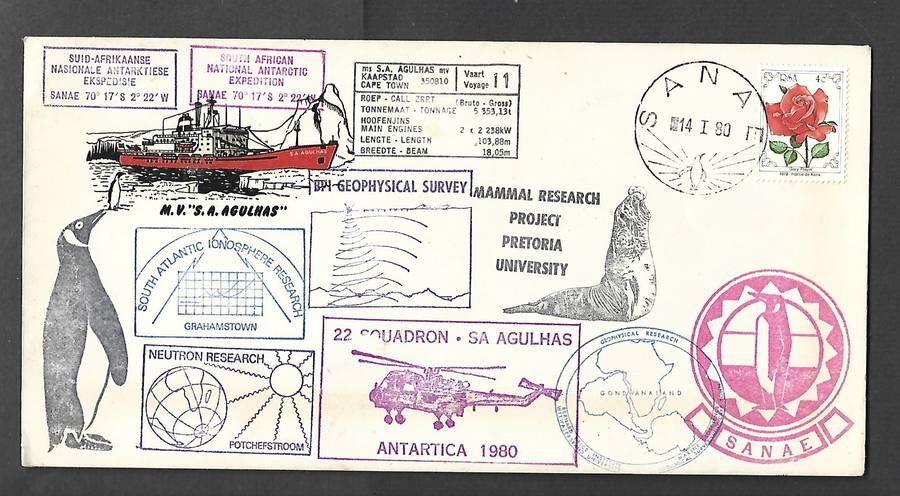 SUID-AFRIKAANSE
NASIONALE ANTARKTIESE
EKSPEDISIE
SANAE 70° 17'S 2° 22'W
SOUTH AFRICAN
NATIONAL ANTARCTIC
EXPEDITION
SANAE 70° 17'S 2° 22'W
ms S.A. AGULHAS mv
KAAPSTAD
CAPE TOWN 350810
Vaart
Voyage 11
ROEP - CALL ZRPT (Bruto - Gross)
TONNEMAAT - TONNAGE 5 353,13t
HOOFENJINS
MAIN ENGINES 2 x 2 238kW
LENGTE - LENGTH 103,88m
BREEDTE - BEAM 18,05m
SANAE
14 I 80
RSA 4c
1979
S A AGULHAS
M.V. "S.A. AGULHAS"
BPI GEOPHYSICAL SURVEY
MAMMAL RESEARCH
PROJECT
PRETORIA
UNIVERSITY
SOUTH ATLANTIC IONOSPHERE RESEARCH
GRAHAMSTOWN
NEUTRON RESEARCH
POTCHEFSTROOM
22 SQUADRON · SA AGULHAS
ANTARTICA 1980
GEOPHYSICAL RESEARCH
GONDWANALAND
SANAE